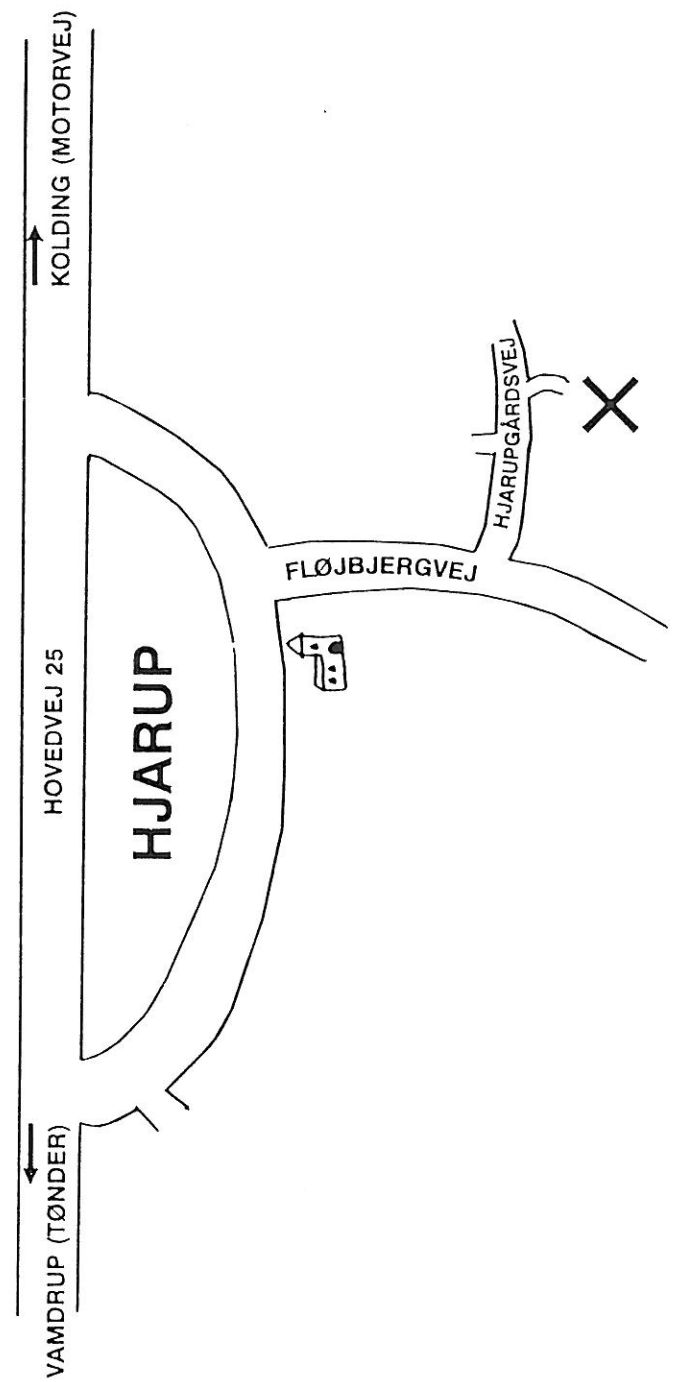 VAMDRUP (TØNDER)
HOVEDVEJ 25
KOLDING (MOTORVEJ)
HJARUP
FLØJBJERGVEJ
HJARUPGÅRDSVEJ